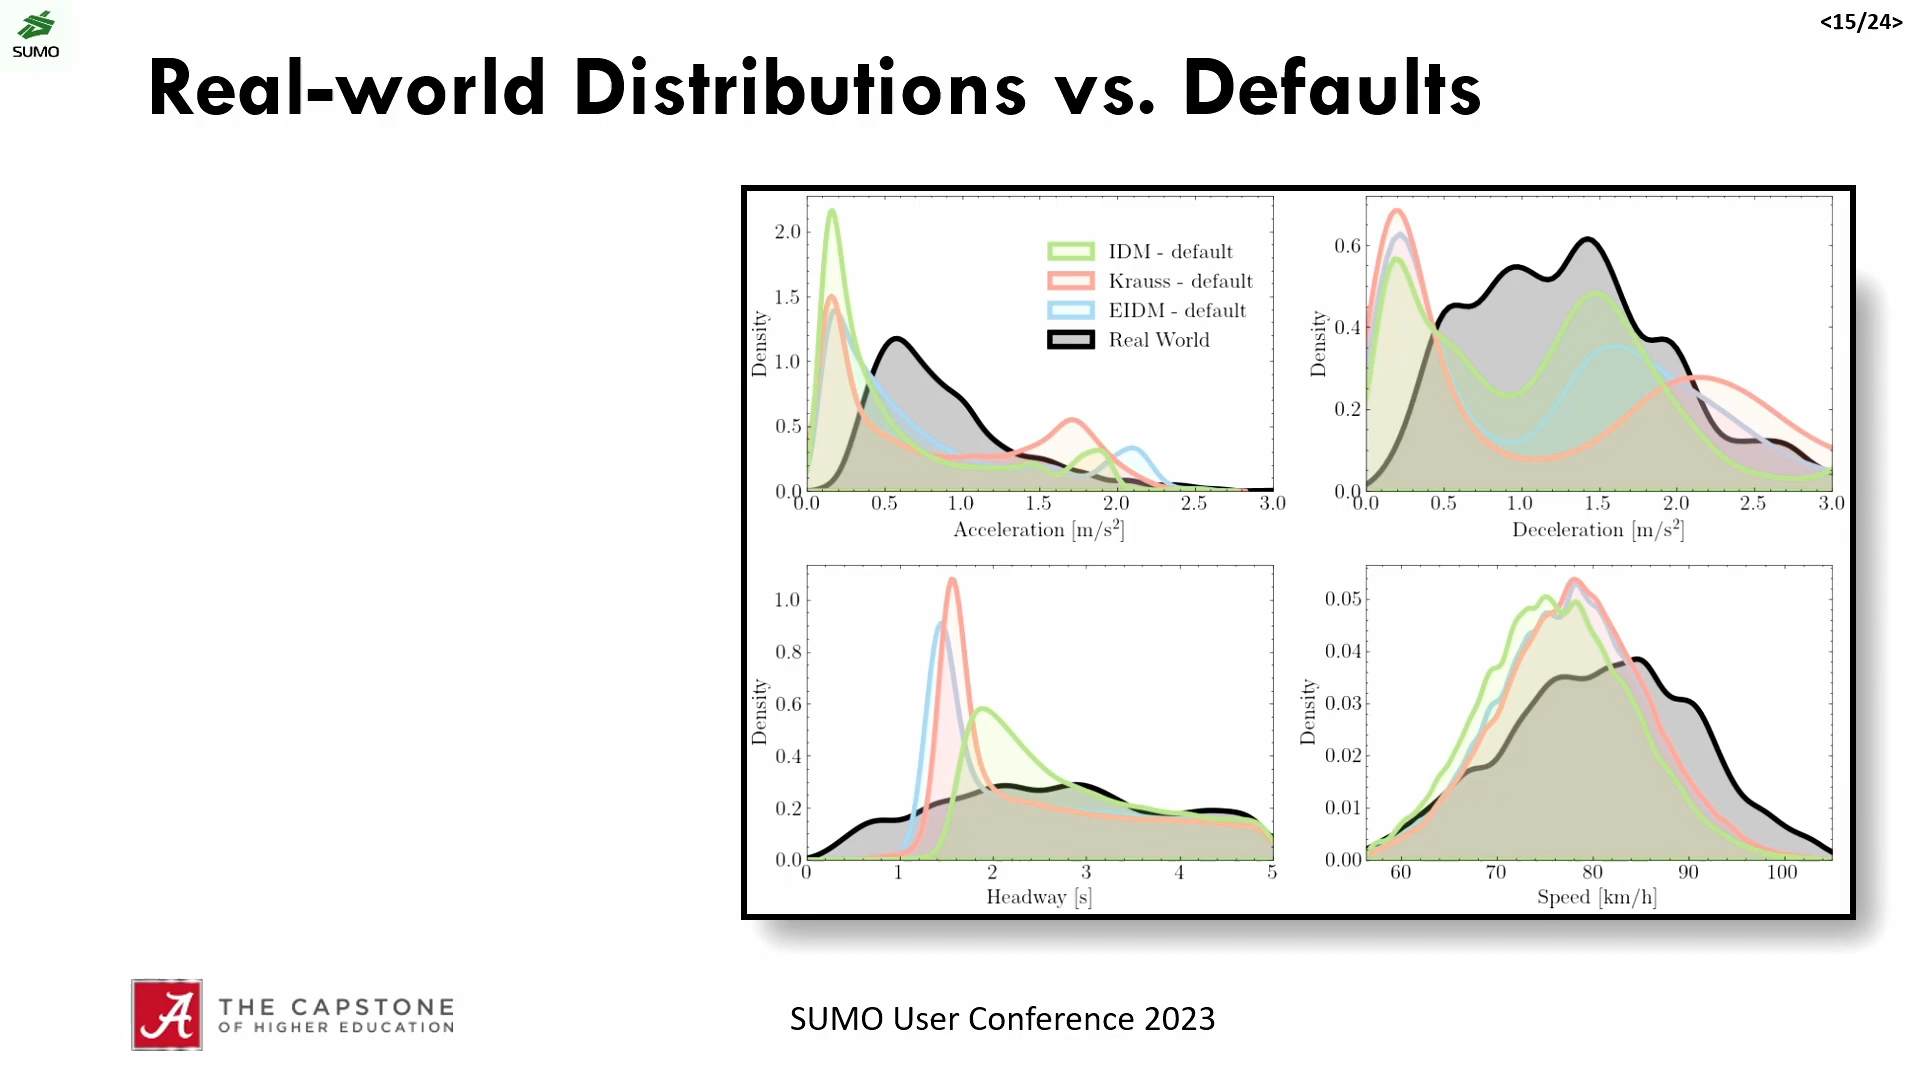 SUMO
<15/24>
Real-world Distributions vs. Defaults
2.0
1.5
1.0
0.5
0.0
Density
IDM - default
Krauss - default
EIDM - default
Real World
0.0 0.5 1.0 1.5 2.0 2.5 3.0
Acceleration [m/s²]
0.6
0.4
0.2
0.0
Density
0.0 0.5 1.0 1.5 2.0 2.5 3.0
Deceleration [m/s²]
1.0
0.8
0.6
0.4
0.2
0.0
Density
0 1 2 3 4 5
Headway [s]
0.05
0.04
0.03
0.02
0.01
0.00
Density
60 70 80 90 100
Speed [km/h]
A
THE CAPSTONE
OF HIGHER EDUCATION
SUMO User Conference 2023